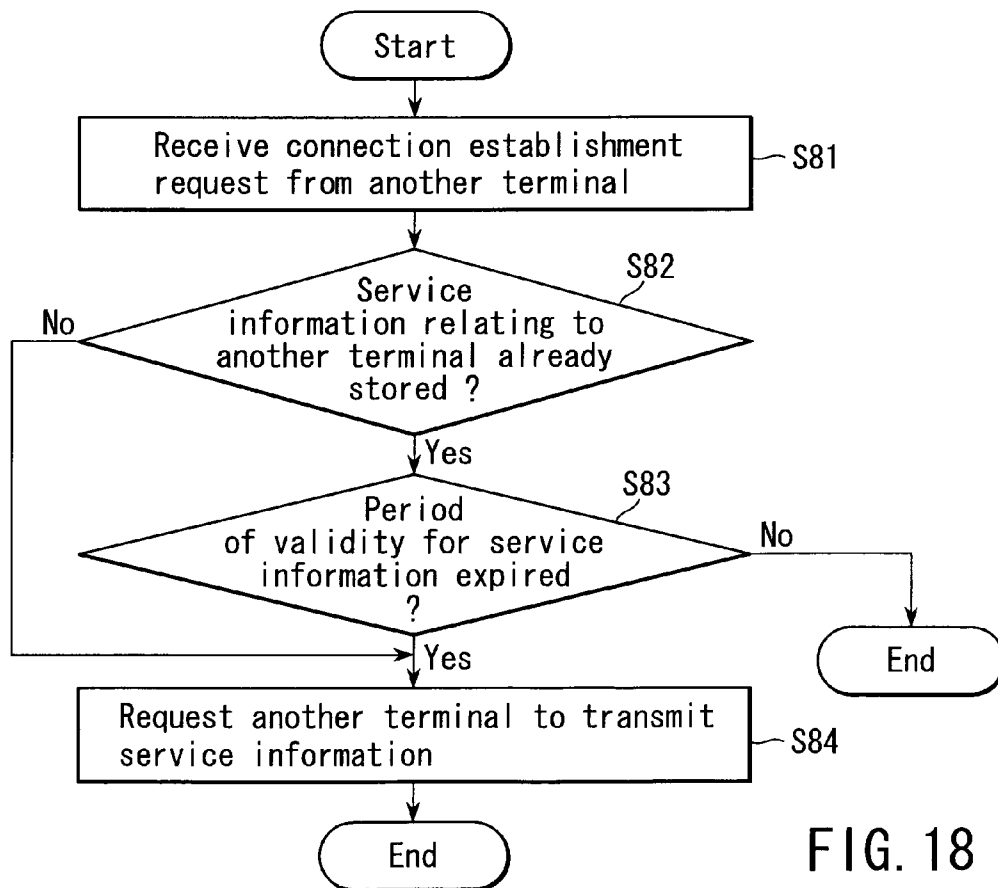 Start
Receive connection establishment
request from another terminal
S81
S82
Service
information relating to
another terminal already
stored ?
No
Yes
S83
Period
of validity for service
information expired
?
No
End
Yes
Request another terminal to transmit
service information
S84
End
FIG. 18